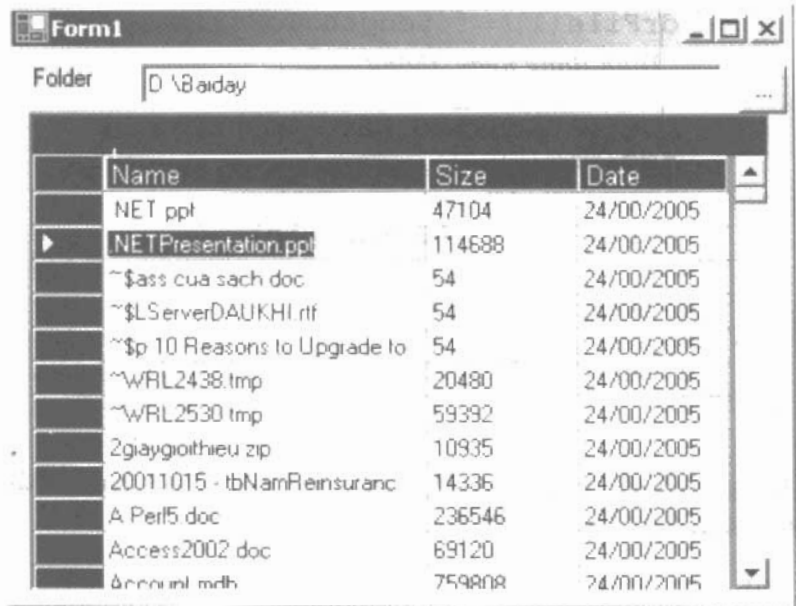 Form1
Folder D:\Baiday ...
Name Size Date
.NET ppt 47104 24/00/2005
.NETPresentation.ppt 114688 24/00/2005
~$ass cua sach doc 54 24/00/2005
~$LServerDAUKHI.rtf 54 24/00/2005
~$p 10 Reasons to Upgrade to 54 24/00/2005
~WRL2438.tmp 20480 24/00/2005
~WRL2530 tmp 59392 24/00/2005
2giaygioithieu zip 10935 24/00/2005
20011015 - tbNamReinsuranc 14336 24/00/2005
A Perl5 doc 236546 24/00/2005
Access2002 doc 69120 24/00/2005
Account.mdb 759808 24/00/2005